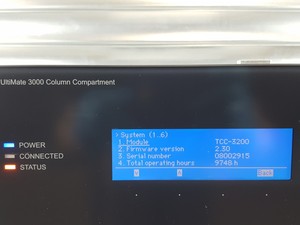 UltiMate 3000 Column Compartment
POWER
CONNECTED
STATUS
> System (1..6)
1. Module TCC-3200
2. Firmware version 2.30
3. Serial number 08002915
4. Total operating hours 9748 h
∨ ∧ Back